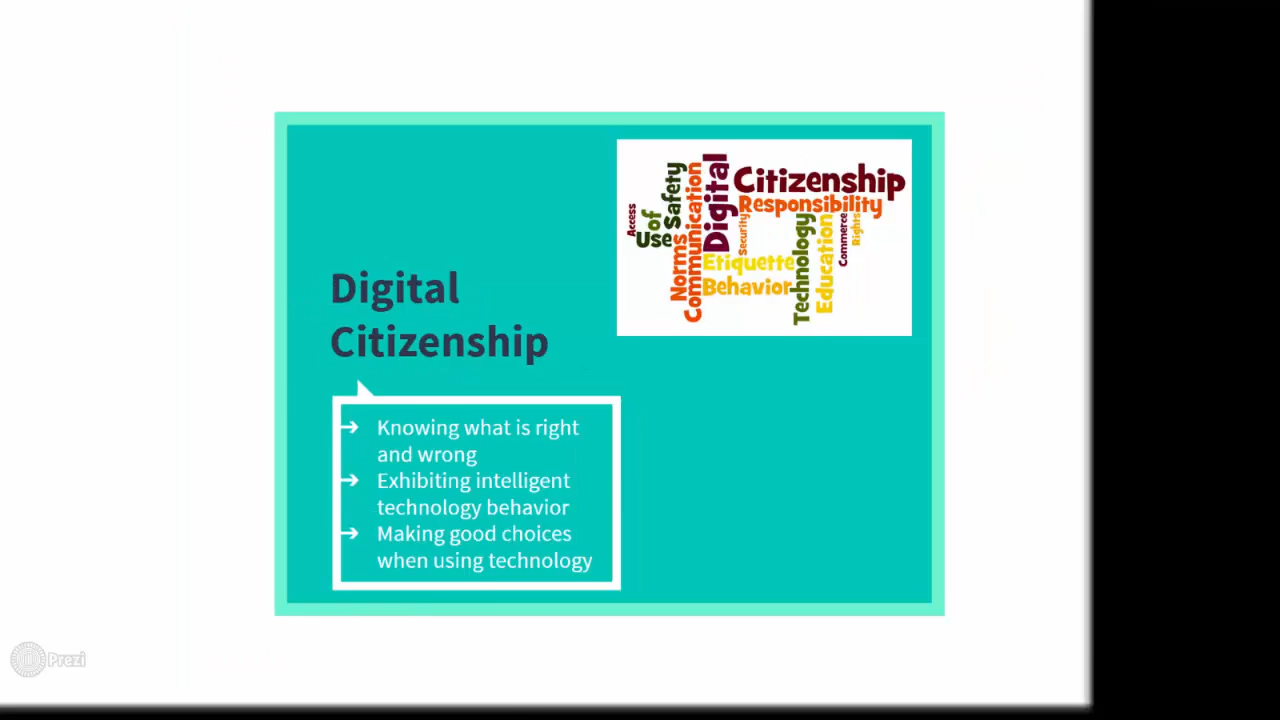 Digital
Citizenship
➔ Knowing what is right
and wrong
➔ Exhibiting intelligent
technology behavior
➔ Making good choices
when using technology
Access
Use
of
Safety
Norms
Communication
Digital
Citizenship
Responsibility
Security
Etiquette
Behavior
Technology
Education
Commerce
Rights
Prezi